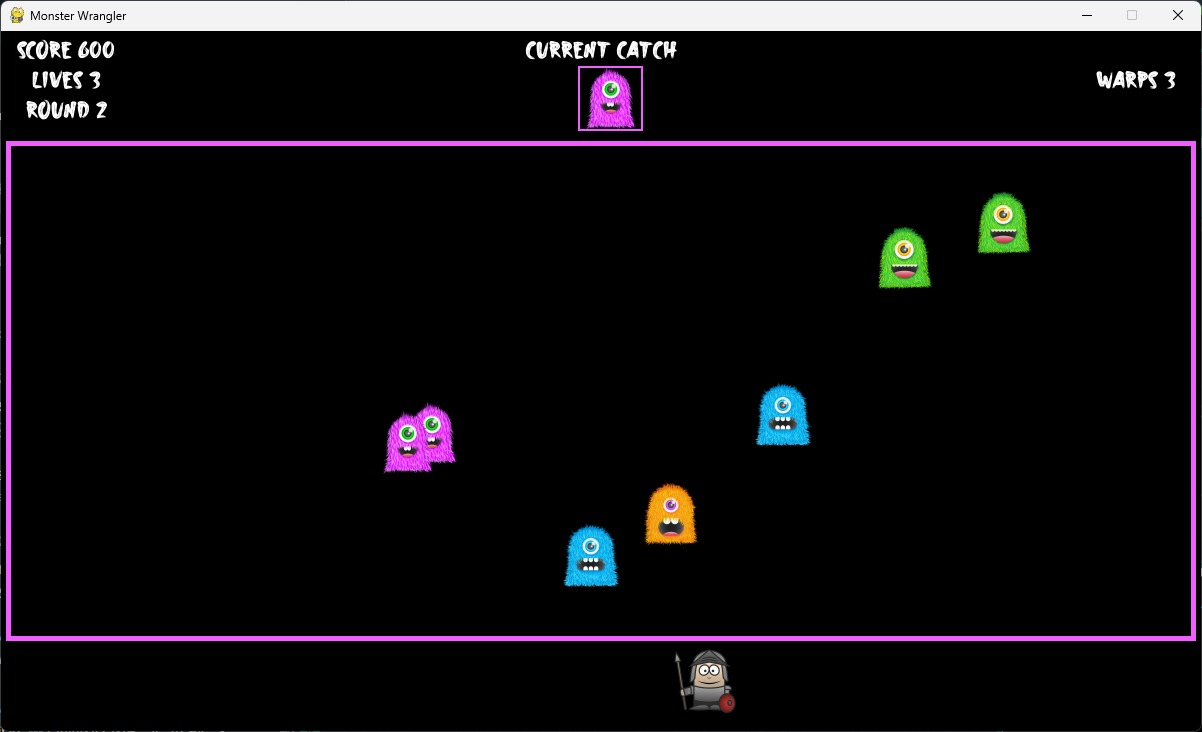 Monster Wrangler
SCORE 600
CURRENT CATCH
LIVES 3
WARPS 3
ROUND 2